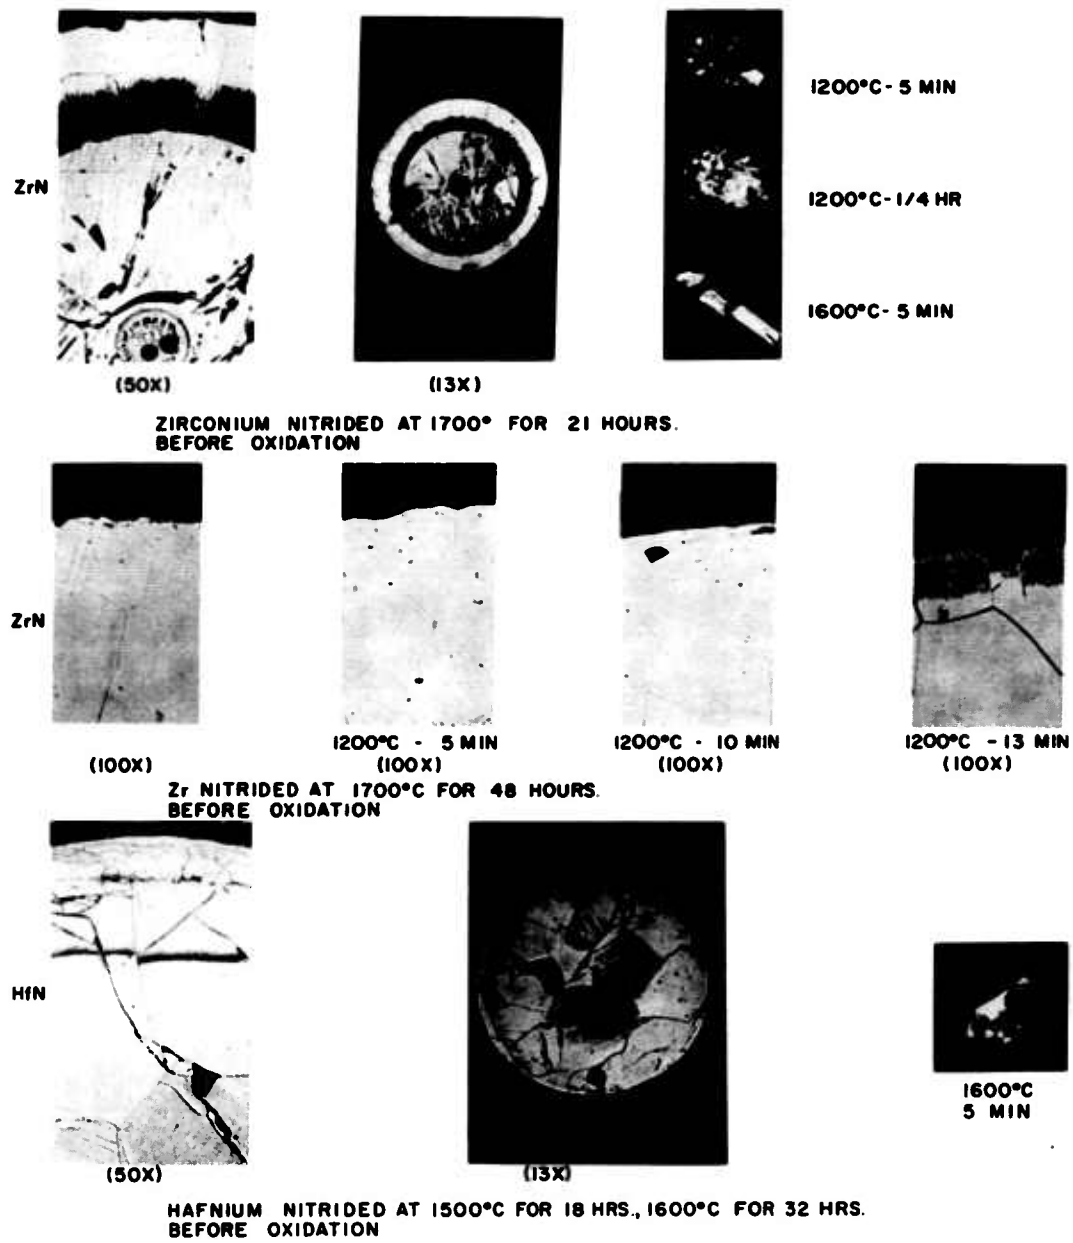 1200°C - 5 MIN
ZrN
1200°C - 1/4 HR
1600°C - 5 MIN
(50X)
(13X)
ZIRCONIUM NITRIDED AT 1700° FOR 21 HOURS.
BEFORE OXIDATION
ZrN
1200°C - 5 MIN
1200°C - 10 MIN
1200°C - 13 MIN
(100X)
(100X)
(100X)
(100X)
Zr NITRIDED AT 1700°C FOR 48 HOURS.
BEFORE OXIDATION
HfN
1600°C
5 MIN
(50X)
(13X)
HAFNIUM NITRIDED AT 1500°C FOR 18 HRS., 1600°C FOR 32 HRS.
BEFORE OXIDATION